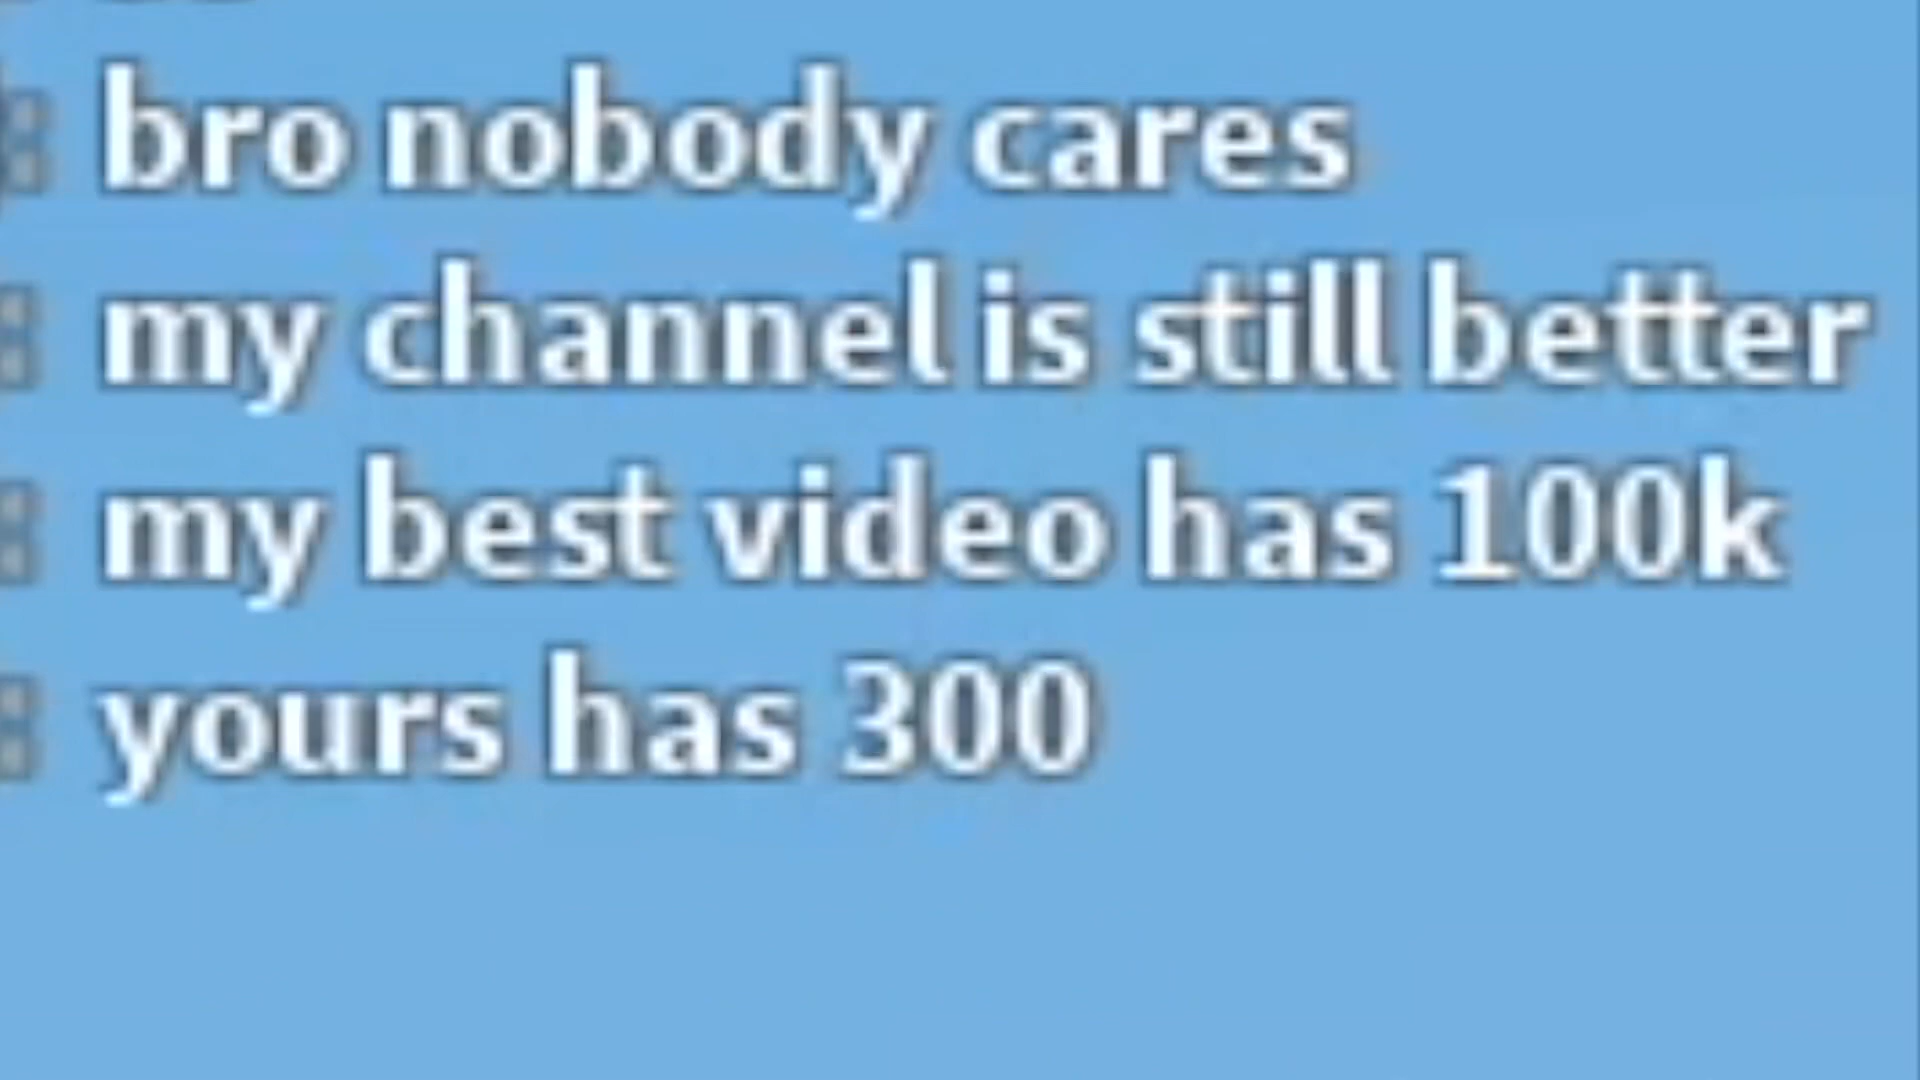 : bro nobody cares
: my channel is still better
: my best video has 100k
: yours has 300